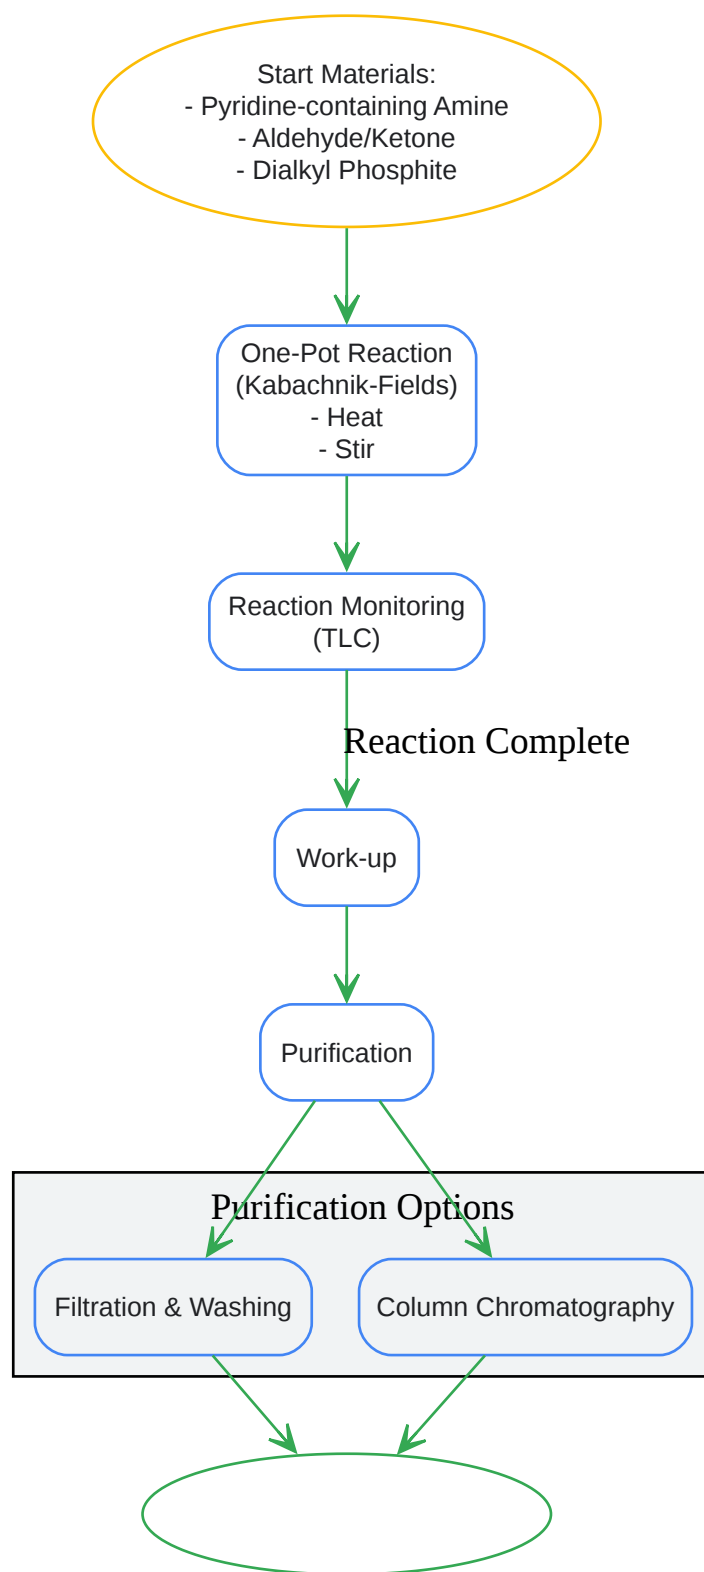 Start Materials:
- Pyridine-containing Amine
- Aldehyde/Ketone
- Dialkyl Phosphite
One-Pot Reaction
(Kabachnik-Fields)
- Heat
- Stir
Reaction Monitoring
(TLC)
Reaction Complete
Work-up
Purification
Purification Options
Filtration & Washing
Column Chromatography